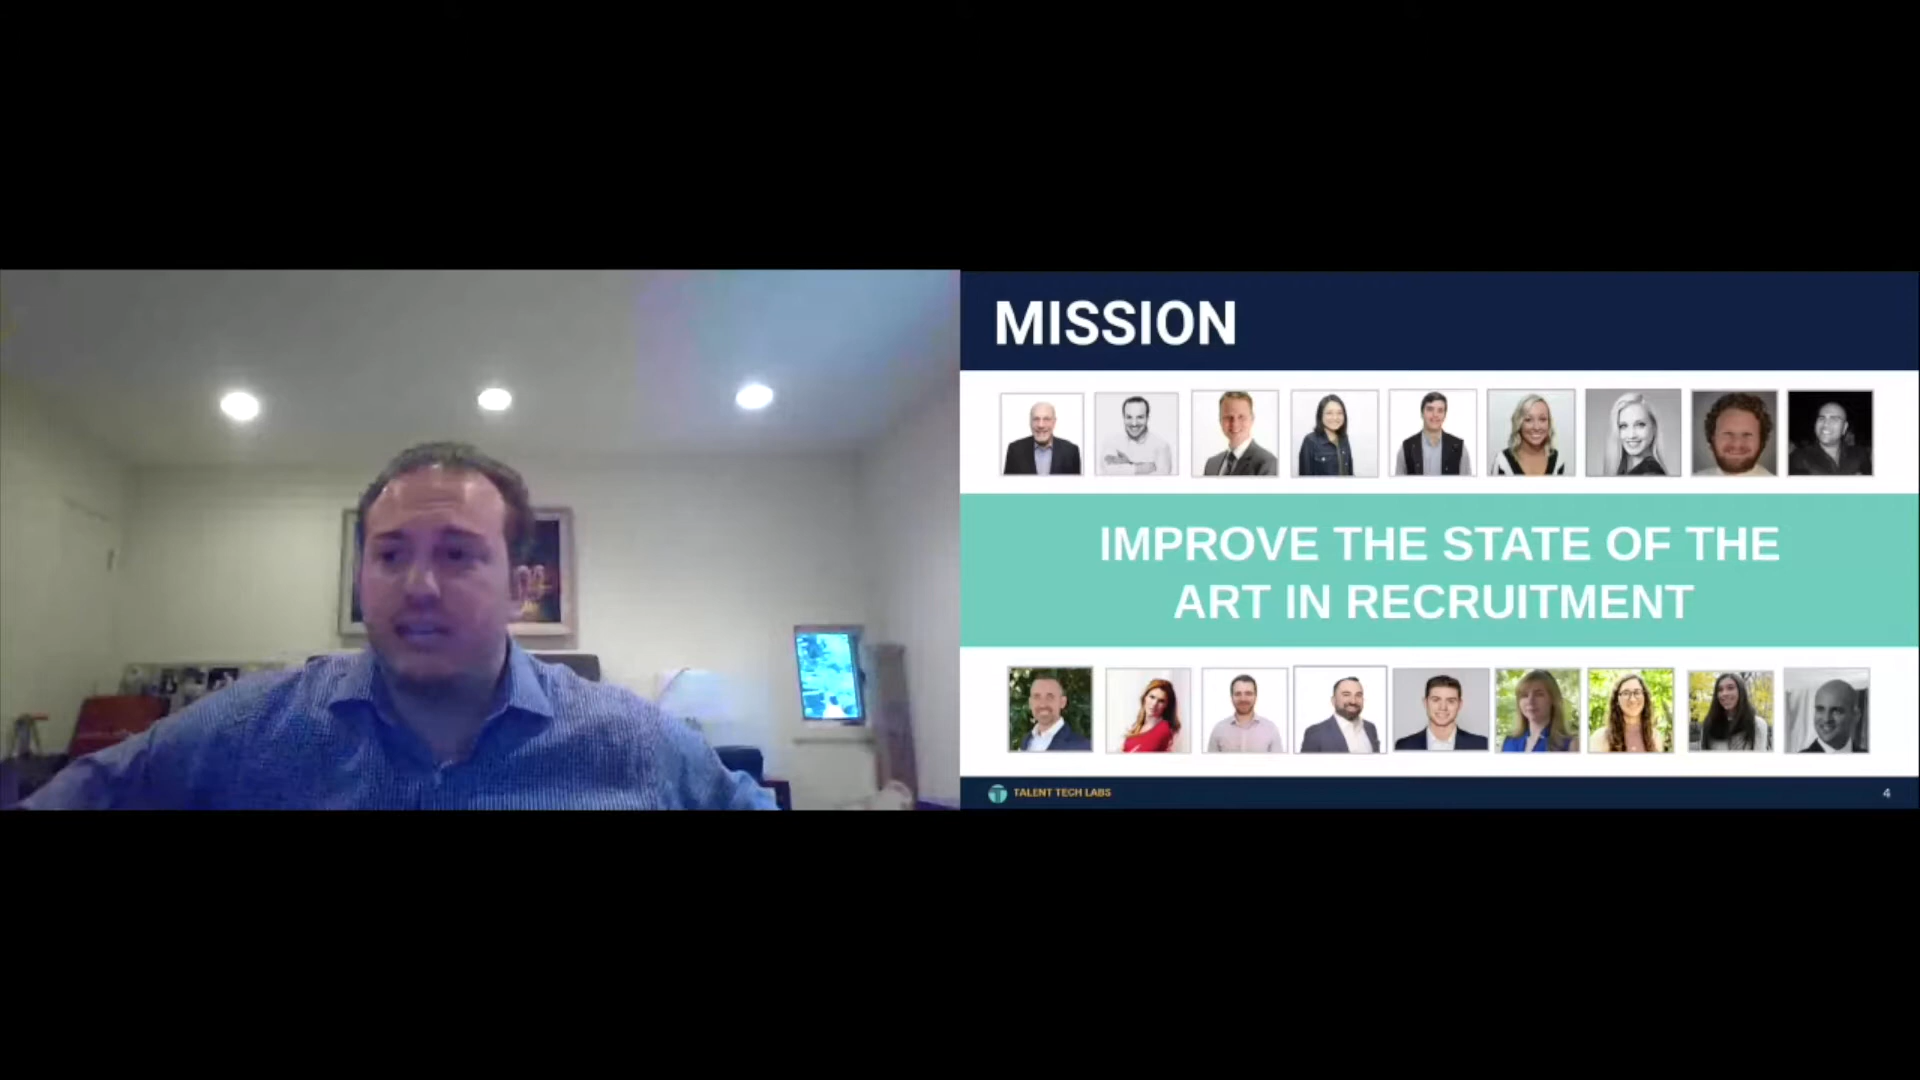 MISSION
IMPROVE THE STATE OF THE
ART IN RECRUITMENT
TALENT TECH LABS
4